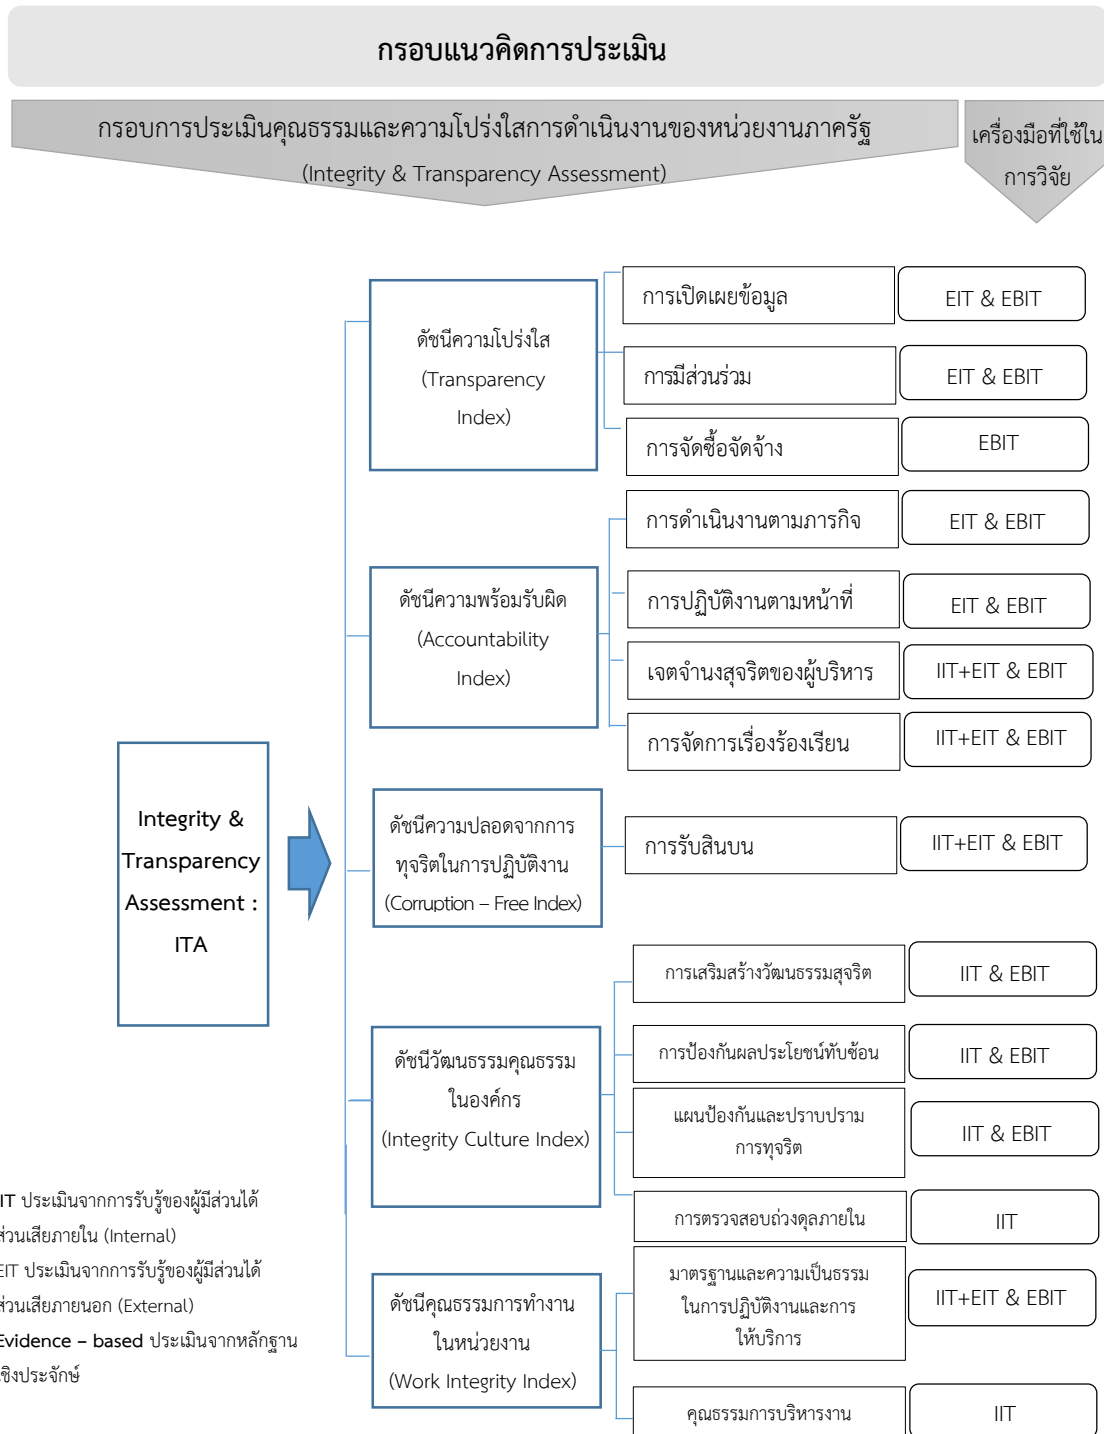 กรอบแนวคิดการประเมิน
กรอบการประเมินคุณธรรมและความโปร่งใสการดำเนินงานของหน่วยงานภาครัฐ
(Integrity & Transparency Assessment)
เครื่องมือที่ใช้ใน
การวิจัย
Integrity &
Transparency
Assessment :
ITA
ดัชนีความโปร่งใส
(Transparency
Index)
การเปิดเผยข้อมูล
EIT & EBIT
การมีส่วนร่วม
EIT & EBIT
การจัดซื้อจัดจ้าง
EBIT
ดัชนีความพร้อมรับผิด
(Accountability
Index)
การดำเนินงานตามภารกิจ
EIT & EBIT
การปฏิบัติงานตามหน้าที่
EIT & EBIT
เจตจำนงสุจริตของผู้บริหาร
IIT+EIT & EBIT
การจัดการเรื่องร้องเรียน
IIT+EIT & EBIT
ดัชนีความปลอดจากการ
ทุจริตในการปฏิบัติงาน
(Corruption – Free Index)
การรับสินบน
IIT+EIT & EBIT
ดัชนีวัฒนธรรมคุณธรรม
ในองค์กร
(Integrity Culture Index)
การเสริมสร้างวัฒนธรรมสุจริต
IIT & EBIT
การป้องกันผลประโยชน์ทับซ้อน
IIT & EBIT
แผนป้องกันและปราบปราม
การทุจริต
IIT & EBIT
การตรวจสอบถ่วงดุลภายใน
IIT
ดัชนีคุณธรรมการทำงาน
ในหน่วยงาน
(Work Integrity Index)
มาตรฐานและความเป็นธรรม
ในการปฏิบัติงานและการ
ให้บริการ
IIT+EIT & EBIT
คุณธรรมการบริหารงาน
IIT
IIT ประเมินจากการรับรู้ของผู้มีส่วนได้
ส่วนเสียภายใน (Internal)
EIT ประเมินจากการรับรู้ของผู้มีส่วนได้
ส่วนเสียภายนอก (External)
Evidence – based ประเมินจากหลักฐาน
เชิงประจักษ์